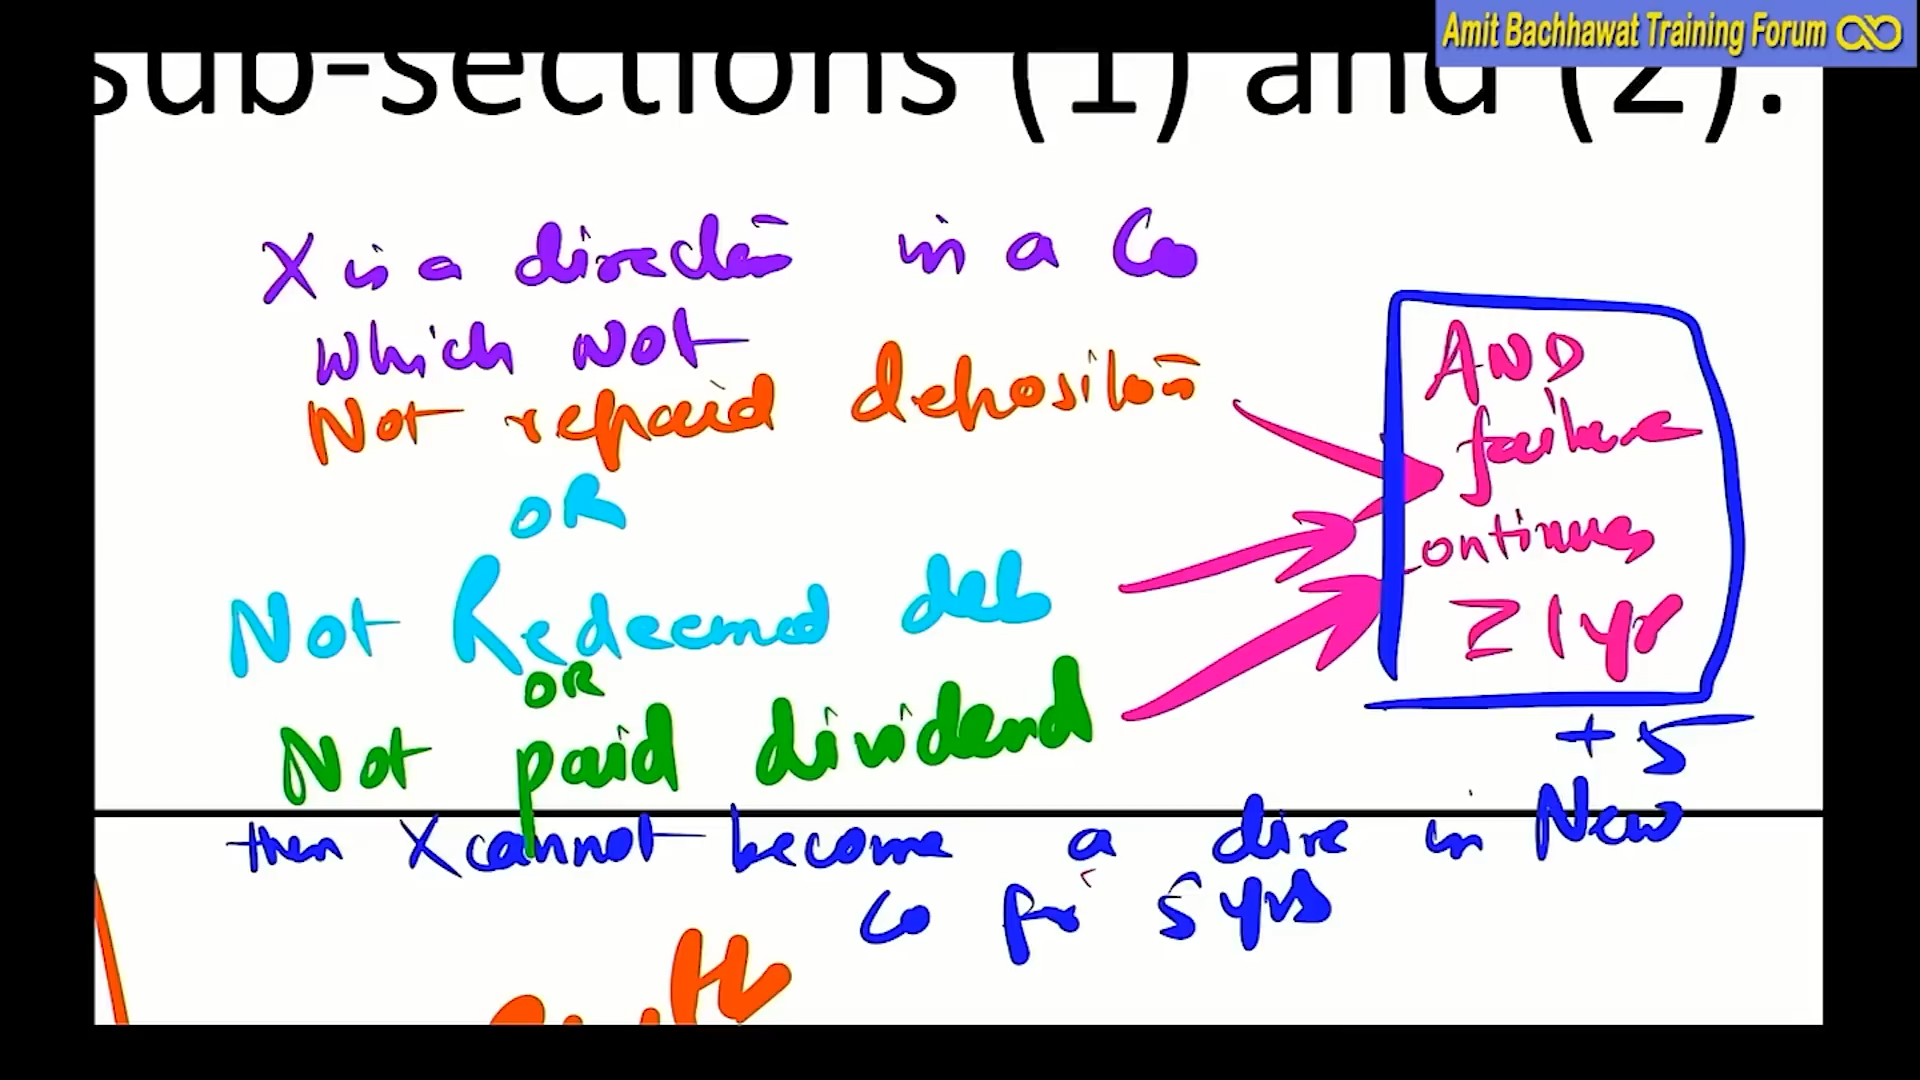 Amit Bachhawat Training Forum
sub-sections (1) and (2).
X is a director in a Co
which not
Not repaid depositor
OR
Not Redeemed deb
OR
Not paid dividend
AND
failure
continues
≥ 1 yr
+ 5
then X cannot become a dire in New
Co for 5 yrs